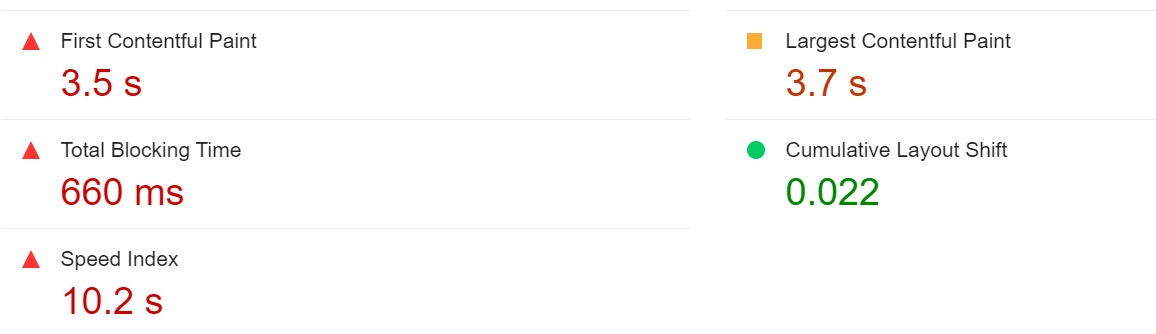 First Contentful Paint
3.5 s
Largest Contentful Paint
3.7 s
Total Blocking Time
660 ms
Cumulative Layout Shift
0.022
Speed Index
10.2 s